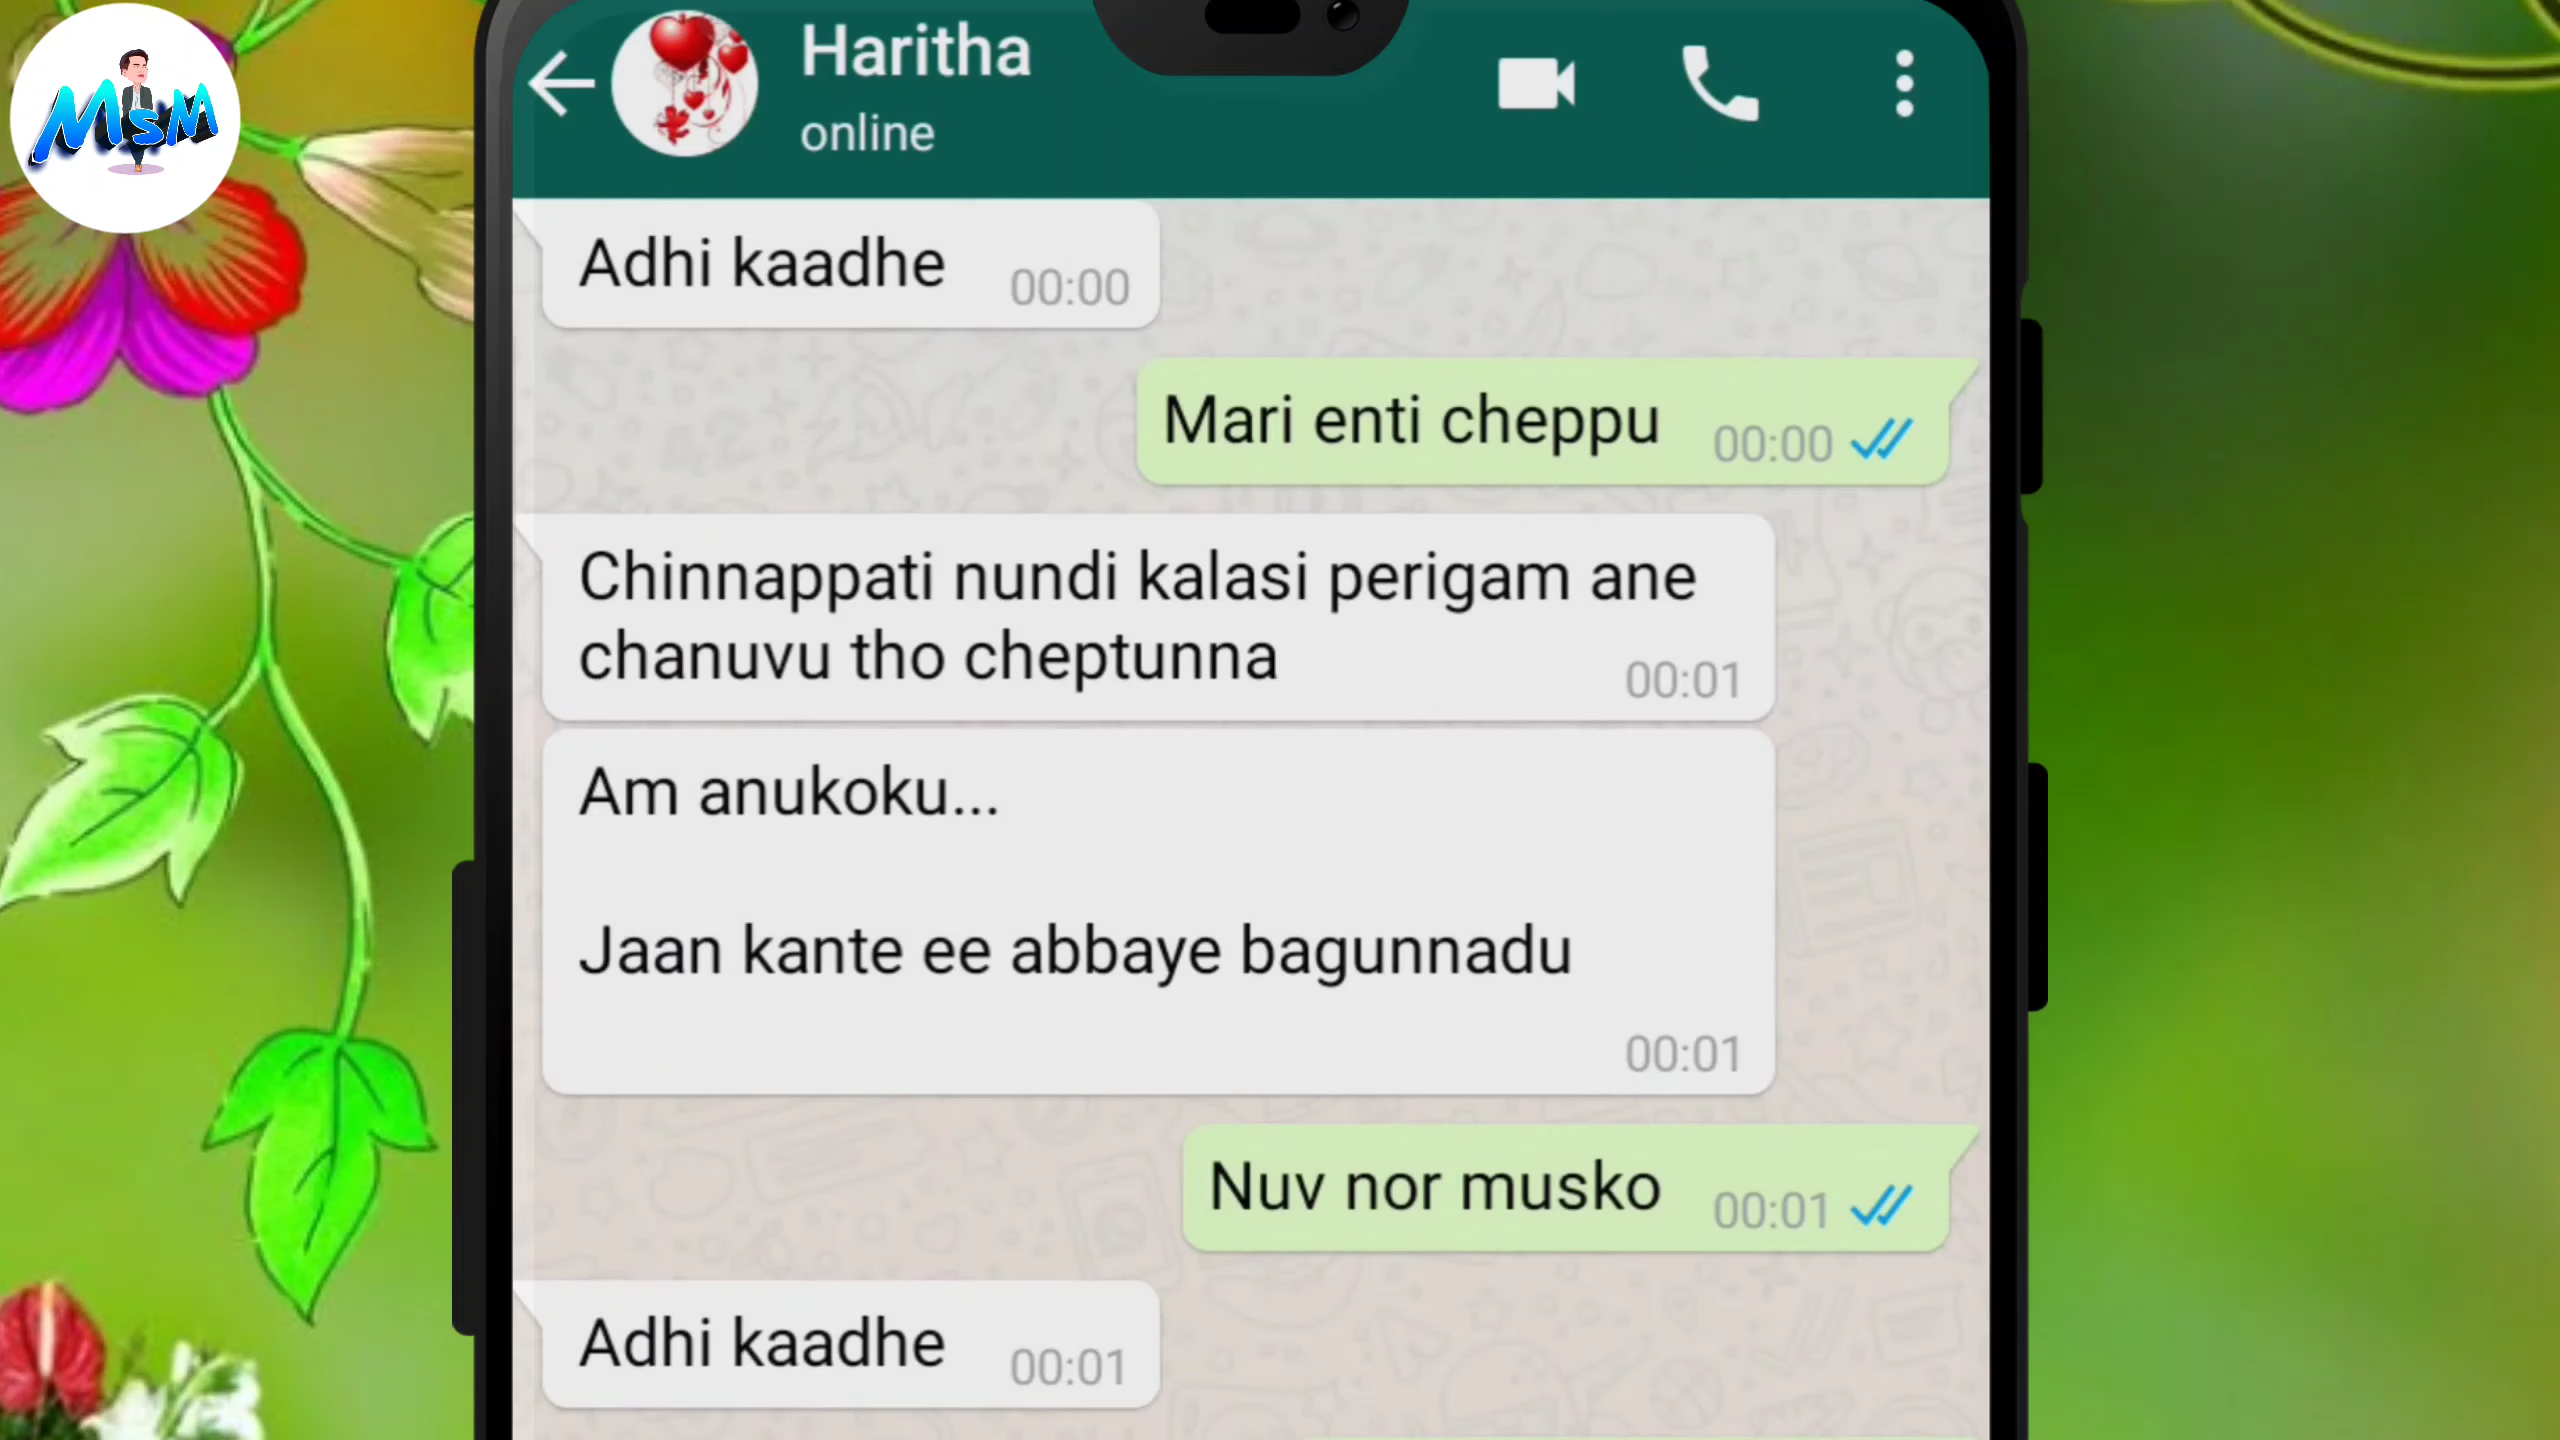 MsM
Haritha
online
Adhi kaadhe 00:00
Mari enti cheppu 00:00
Chinnappati nundi kalasi perigam ane
chanuvu tho cheptunna 00:01
Am anukoku...
Jaan kante ee abbaye bagunnadu
00:01
Nuv nor musko 00:01
Adhi kaadhe 00:01